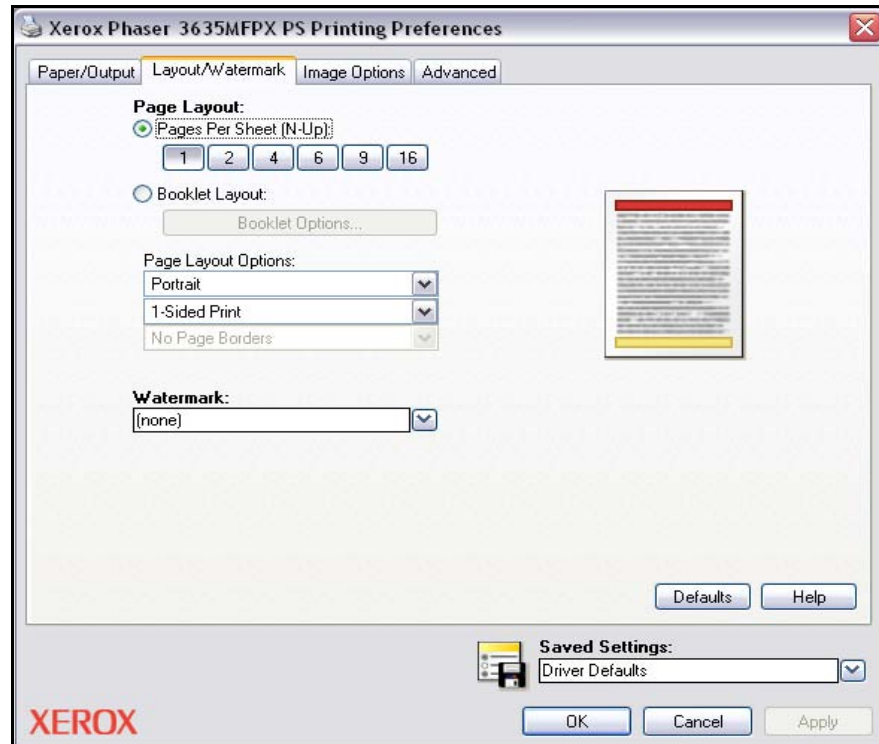 Xerox Phaser 3635MFPX PS Printing Preferences
Paper/Output Layout/Watermark Image Options Advanced
Page Layout:
Pages Per Sheet (N-Up):
1 2 4 6 9 16
Booklet Layout:
Booklet Options...
Page Layout Options:
Portrait
1-Sided Print
No Page Borders
Watermark:
(none)
Defaults Help
Saved Settings:
Driver Defaults
XEROX OK Cancel Apply